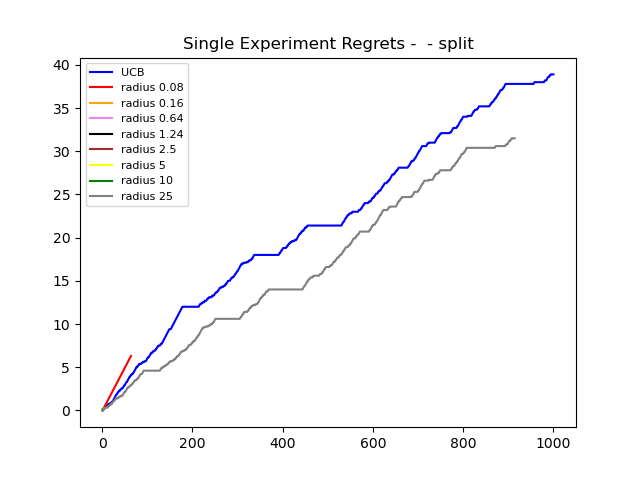 Single Experiment Regrets -  - split
UCB
radius 0.08
radius 0.16
radius 0.64
radius 1.24
radius 2.5
radius 5
radius 10
radius 25
40
35
30
25
20
15
10
5
0
0 200 400 600 800 1000